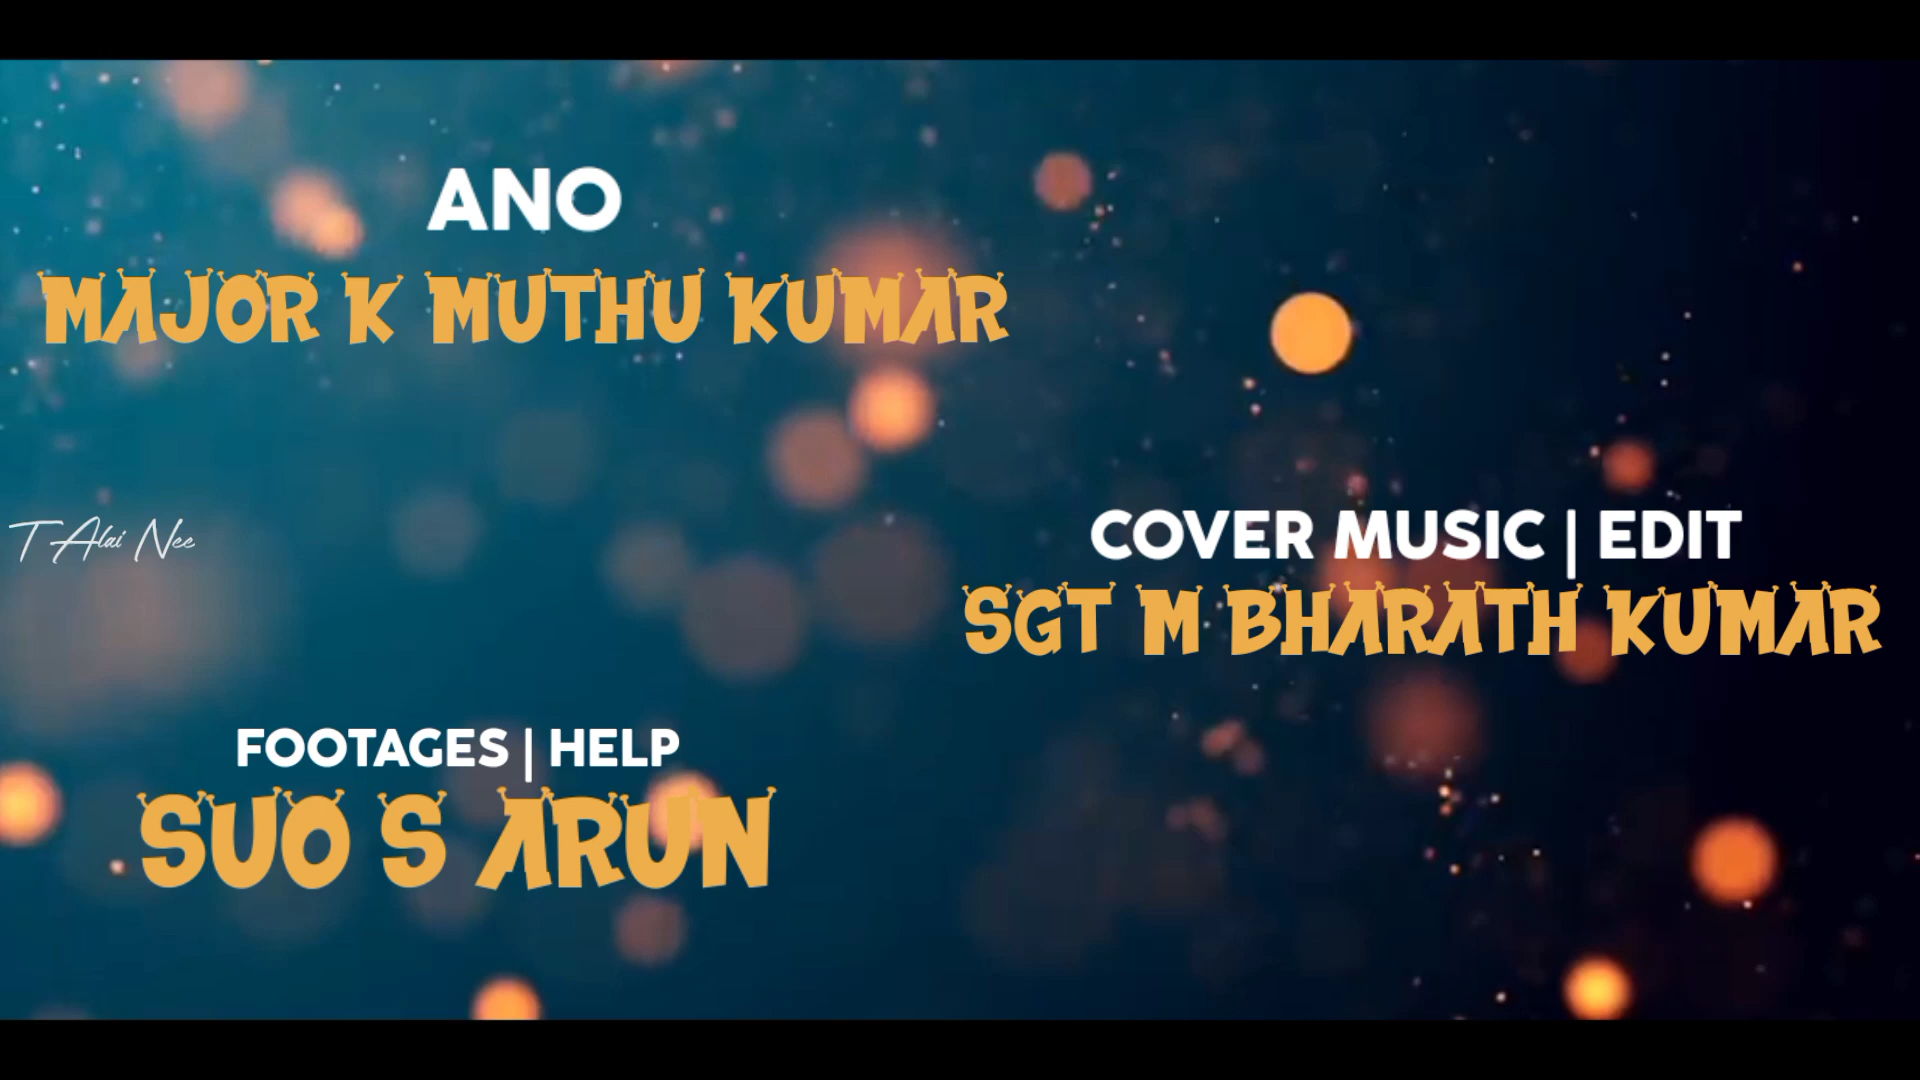 ANO
MAJOR K MUTHU KUMAR
T Alai Nee
COVER MUSIC | EDIT
SGT M BHARATH KUMAR
FOOTAGES | HELP
SUO S ARUN